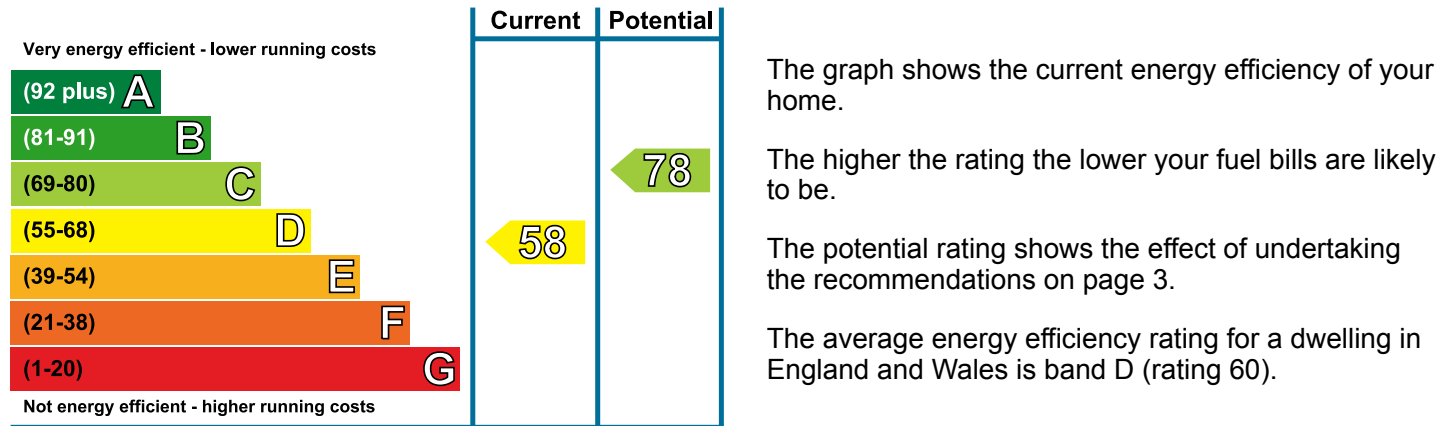 Current Potential
Very energy efficient - lower running costs
(92 plus) A
(81-91) B
(69-80) C
78
(55-68) D
58
(39-54) E
(21-38) F
(1-20) G
Not energy efficient - higher running costs
The graph shows the current energy efficiency of your
home.
The higher the rating the lower your fuel bills are likely
to be.
The potential rating shows the effect of undertaking
the recommendations on page 3.
The average energy efficiency rating for a dwelling in
England and Wales is band D (rating 60).